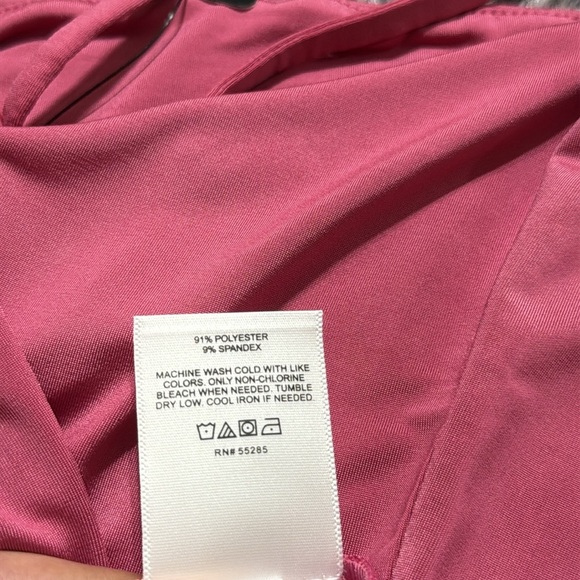 91% POLYESTER
9% SPANDEX
MACHINE WASH COLD WITH LIKE
COLORS. ONLY NON-CHLORINE
BLEACH WHEN NEEDED. TUMBLE
DRY LOW. COOL IRON IF NEEDED.
RN# 55285